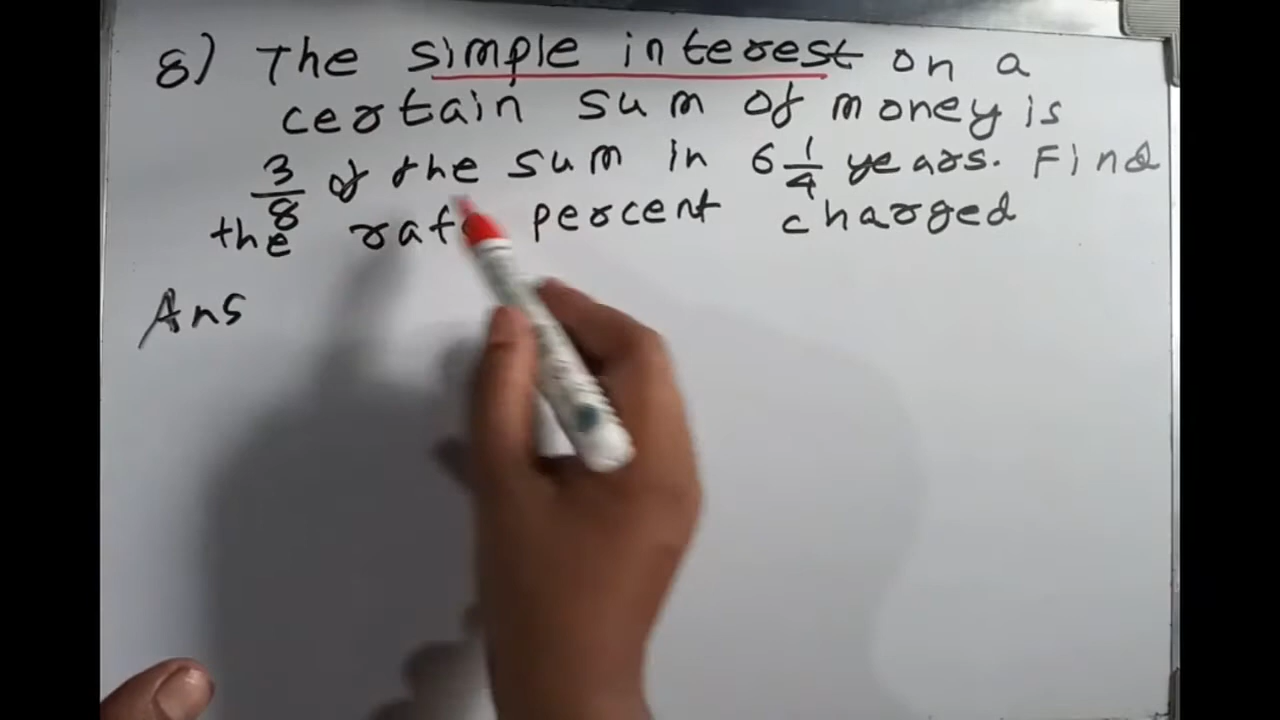 8) The simple interest on a
certain sum of money is
3/8 of the sum in 6 1/4 years. Find
the rate percent charged
Ans